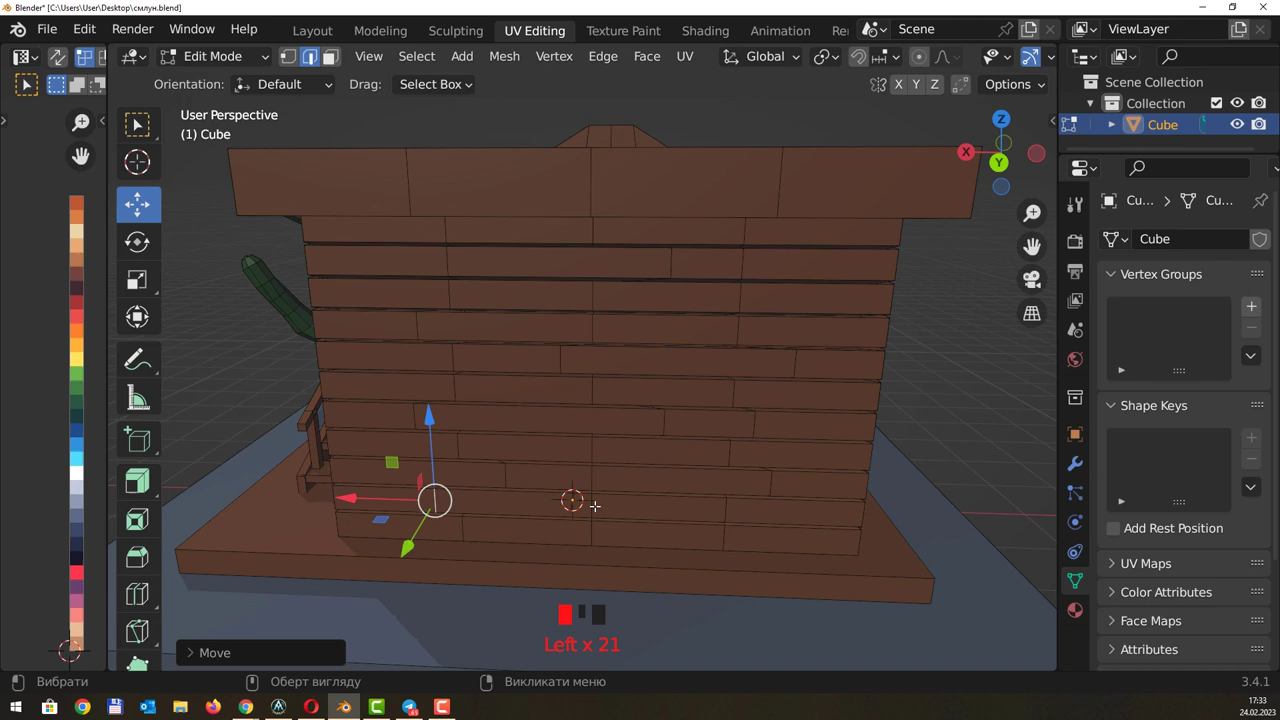 Blender* [C:\Users\User\Desktop\смлун.blend]
File Edit Render Window Help Layout Modeling Sculpting UV Editing Texture Paint Shading Animation Re Scene ViewLayer
Edit Mode View Select Add Mesh Vertex Edge Face UV Global
Orientation: Default Drag: Select Box X Y Z Options
Scene Collection
Collection
Cube
User Perspective
(1) Cube
Z
X
Y
Cu... Cu...
Cube
Vertex Groups
Shape Keys
Add Rest Position
UV Maps
Color Attributes
Face Maps
Attributes
Left x 21
Move
Вибрати Оберт вигляду Викликати меню 3.4.1
17:33
24.02.2023